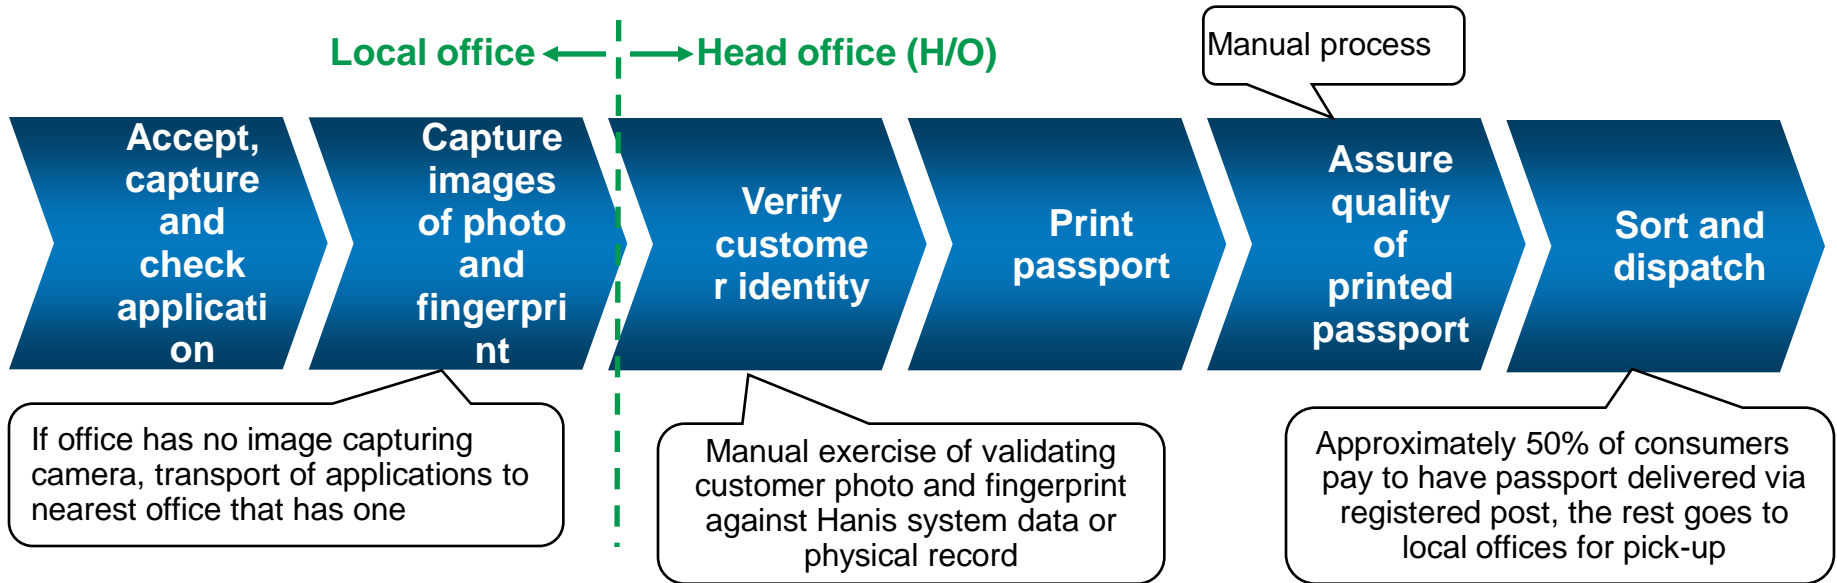 Local office
Head office (H/O)
Manual process
Accept,
capture
and
check
applicati
on
Capture
images
of photo
and
fingerpri
nt
Verify
custome
r identity
Print
passport
Assure
quality
of
printed
passport
Sort and
dispatch
If office has no image capturing
camera, transport of applications to
nearest office that has one
Manual exercise of validating
customer photo and fingerprint
against Hanis system data or
physical record
Approximately 50% of consumers
pay to have passport delivered via
registered post, the rest goes to
local offices for pick-up